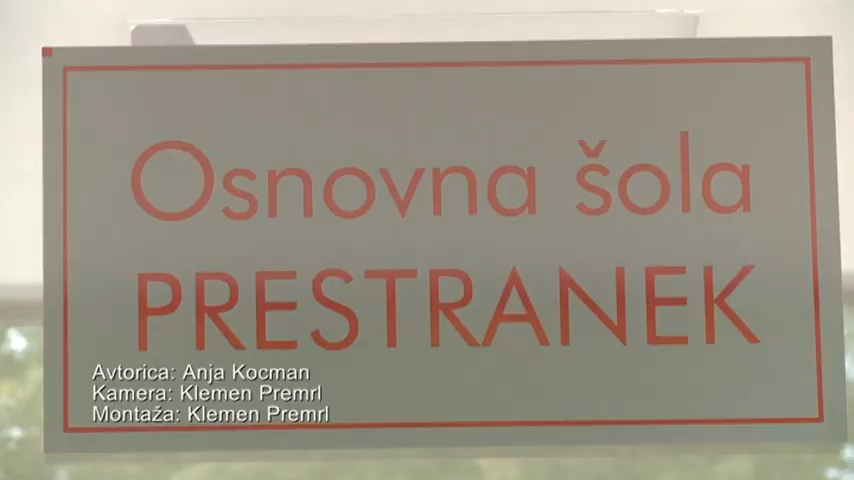 Osnovna šola
PRESTRANEK
Avtorica: Anja Kocman
Kamera: Klemen Premrl
Montaža: Klemen Premrl